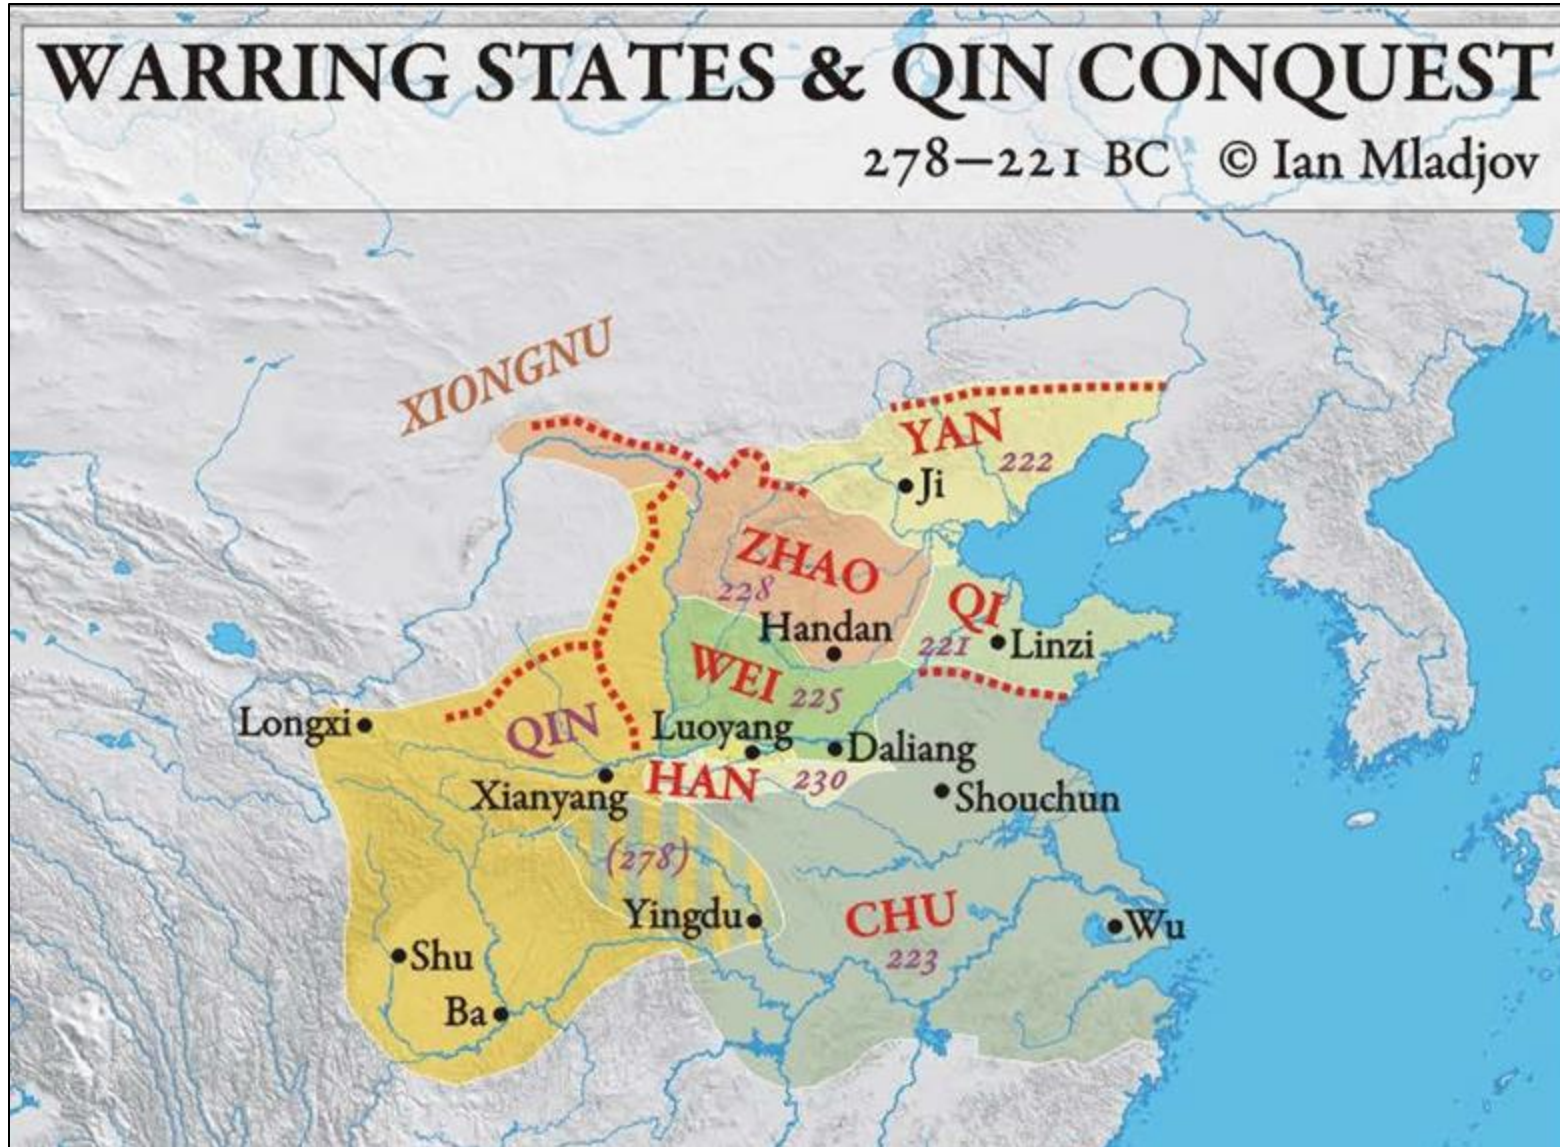 WARRING STATES & QIN CONQUEST
278–221 BC © Ian Mladjov
XIONGNU
YAN
222
Ji
ZHAO
228
Handan
QI
221
Linzi
WEI
225
Longxi
QIN
Luoyang
Daliang
HAN
230
Xianyang
Shouchun
(278)
Yingdu
CHU
223
Wu
Shu
Ba